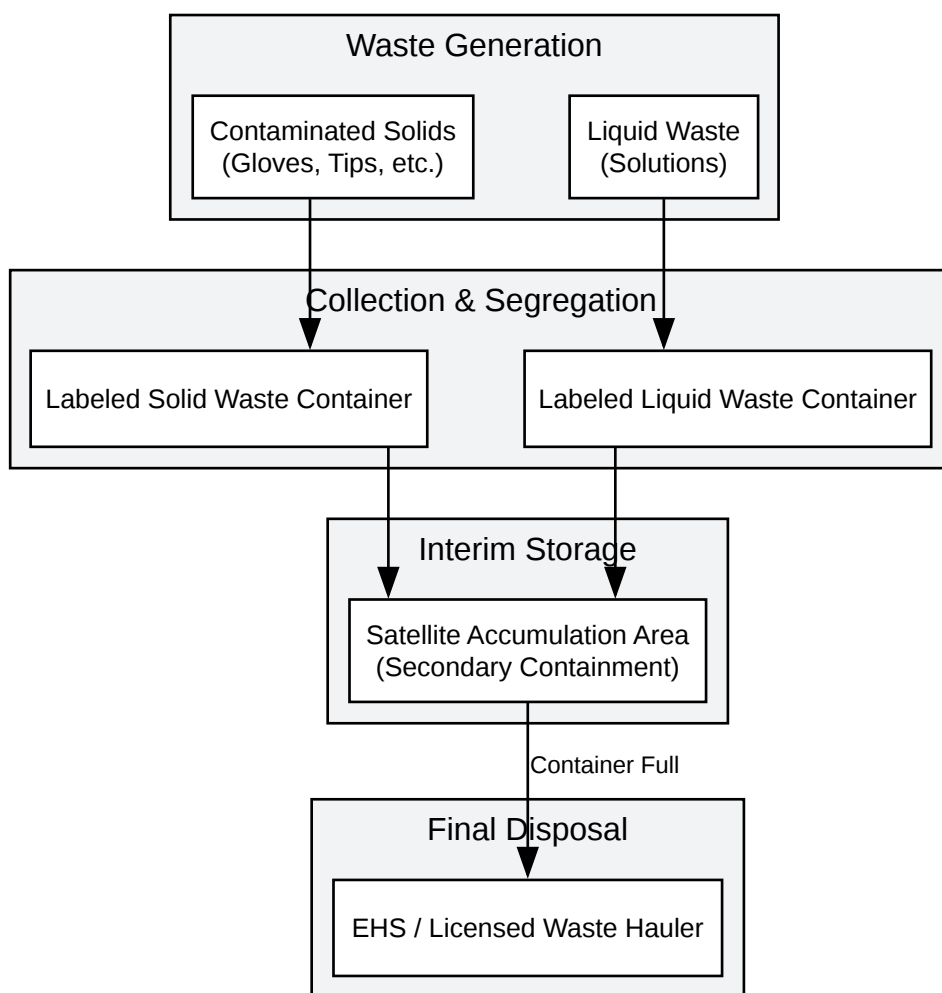 Waste Generation
Contaminated Solids
(Gloves, Tips, etc.)
Liquid Waste
(Solutions)
Collection & Segregation
Labeled Solid Waste Container
Labeled Liquid Waste Container
Interim Storage
Satellite Accumulation Area
(Secondary Containment)
Container Full
Final Disposal
EHS / Licensed Waste Hauler